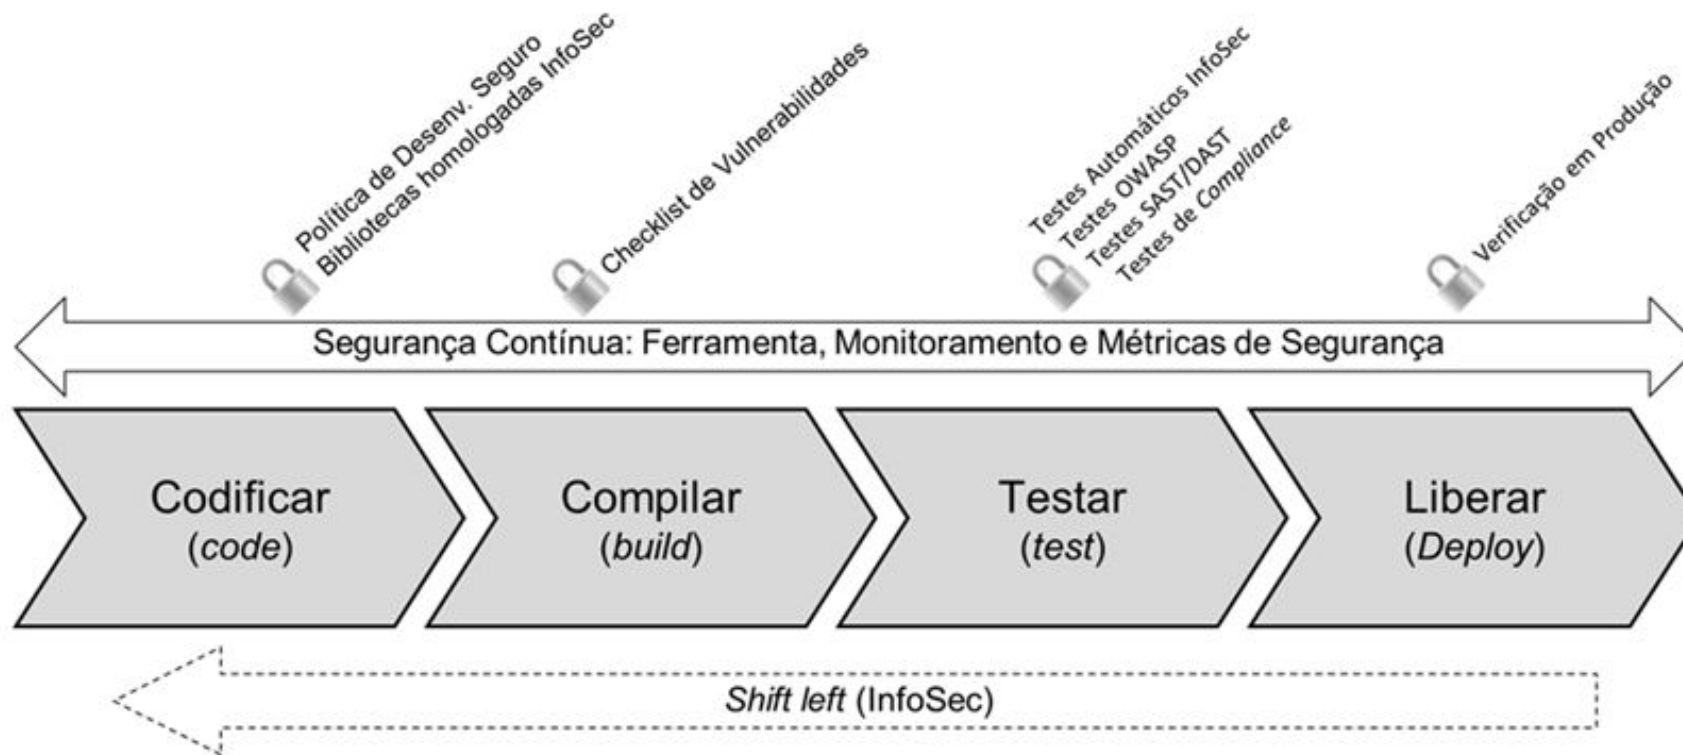 Política de Desenv. Seguro
Bibliotecas homologadas InfoSec
Checklist de Vulnerabilidades
Testes Automáticos InfoSec
Testes OWASP
Testes SAST/DAST
Testes de Compliance
Verificação em Produção
Segurança Contínua: Ferramenta, Monitoramento e Métricas de Segurança
Codificar
(code)
Compilar
(build)
Testar
(test)
Liberar
(Deploy)
Shift left (InfoSec)